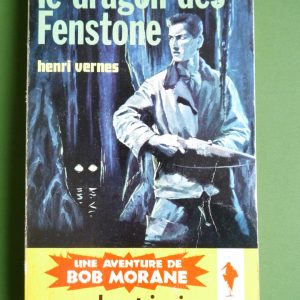 le dragon des
Fenstone
henri vernes
UNE AVENTURE DE
BOB MORANE